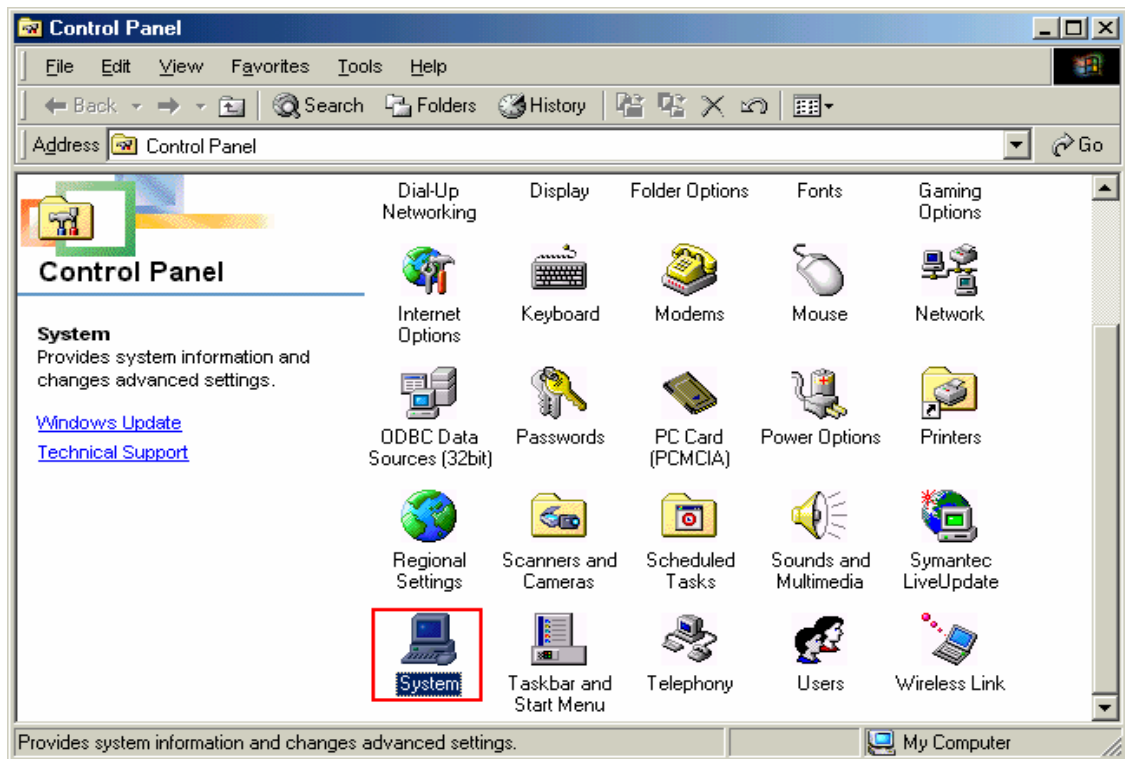 Control Panel
File Edit View Favorites Tools Help
Back Search Folders History
Address Control Panel Go
Control Panel
System
Provides system information and
changes advanced settings.
Windows Update
Technical Support
Dial-Up
Networking
Display
Folder Options
Fonts
Gaming
Options
Internet
Options
Keyboard
Modems
Mouse
Network
ODBC Data
Sources (32bit)
Passwords
PC Card
(PCMCIA)
Power Options
Printers
Regional
Settings
Scanners and
Cameras
Scheduled
Tasks
Sounds and
Multimedia
Symantec
LiveUpdate
System
Taskbar and
Start Menu
Telephony
Users
Wireless Link
Provides system information and changes advanced settings. My Computer